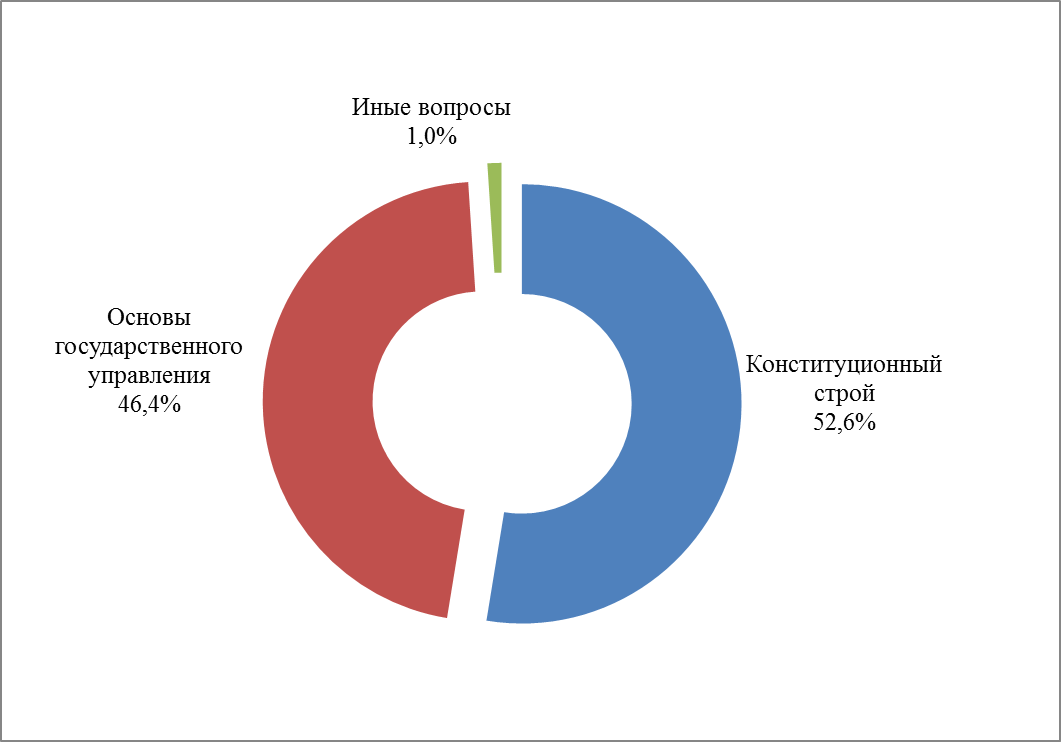 Иные вопросы
1,0%
Основы
государственного
управления
46,4%
Конституционный
строй
52,6%